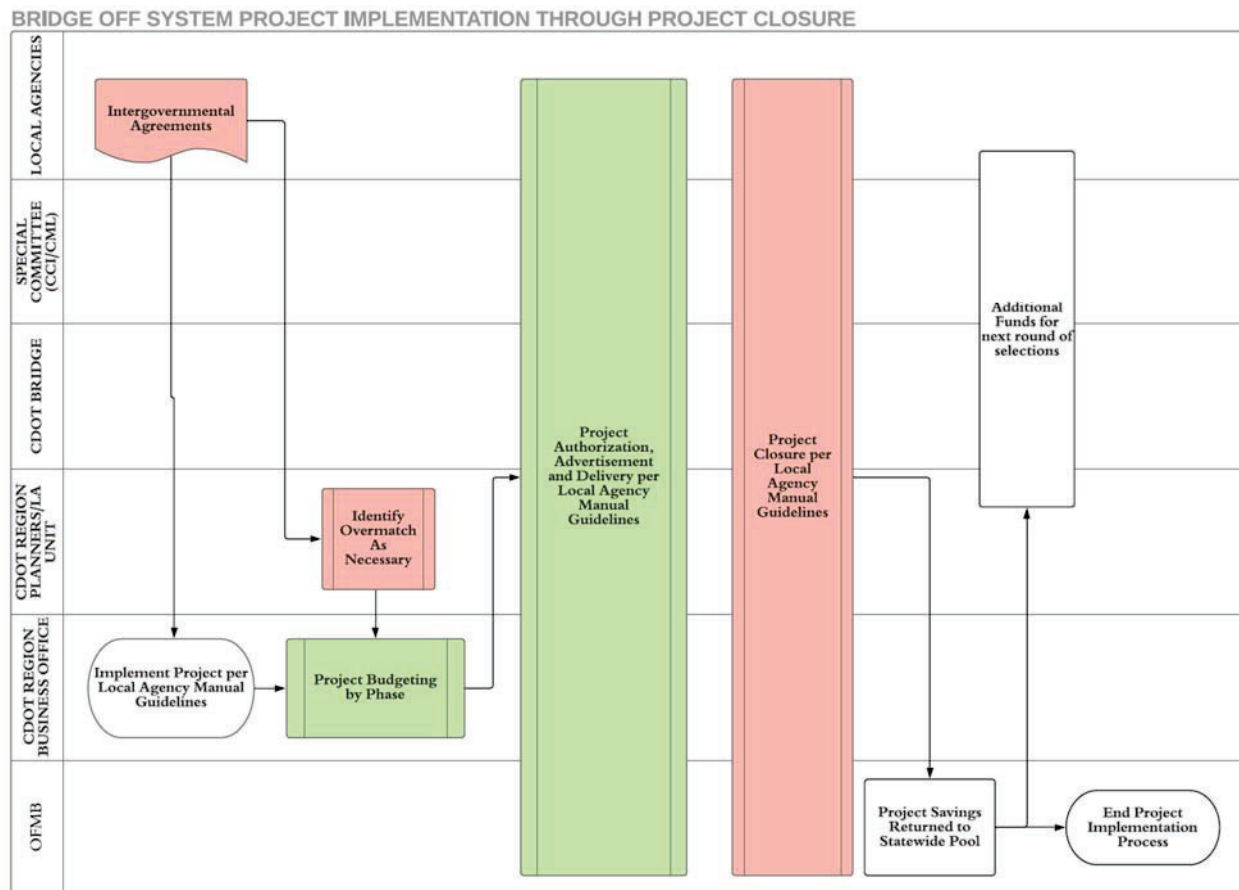 BRIDGE OFF SYSTEM PROJECT IMPLEMENTATION THROUGH PROJECT CLOSURE
LOCAL AGENCIES
Intergovernmental
Agreements
SPECIAL
COMMITTEE
(CCI/CML)
Additional
Funds for
next round of
selections
CDOT BRIDGE
Project
Authorization,
Advertisement
and Delivery per
Local Agency
Manual
Guidelines
Project
Closure per
Local
Agency
Manual
Guidelines
CDOT REGION
PLANNERS/LA
UNIT
Identify
Overmatch
As
Necessary
CDOT REGION
BUSINESS OFFICE
Implement Project per
Local Agency Manual
Guidelines
Project Budgeting
by Phase
OFMB
Project Savings
Returned to
Statewide Pool
End Project
Implementation
Process